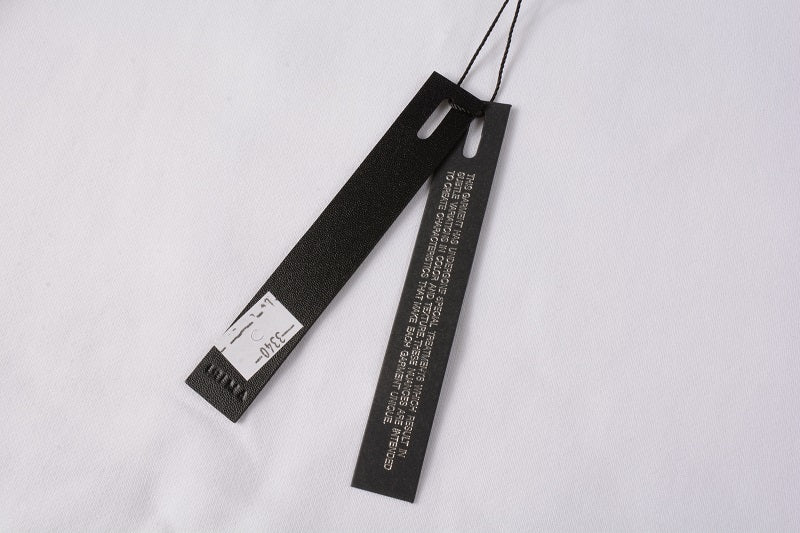 THIS GARMENT HAS UNDERGONE SPECIAL TREATMENTS WHICH RESULT IN
SUBTLE VARIATIONS IN COLOR AND TEXTURE. THESE NUANCES ARE INTENDED
TO CREATE CHARACTERISTICS THAT MAKE EACH GARMENT UNIQUE.
3340